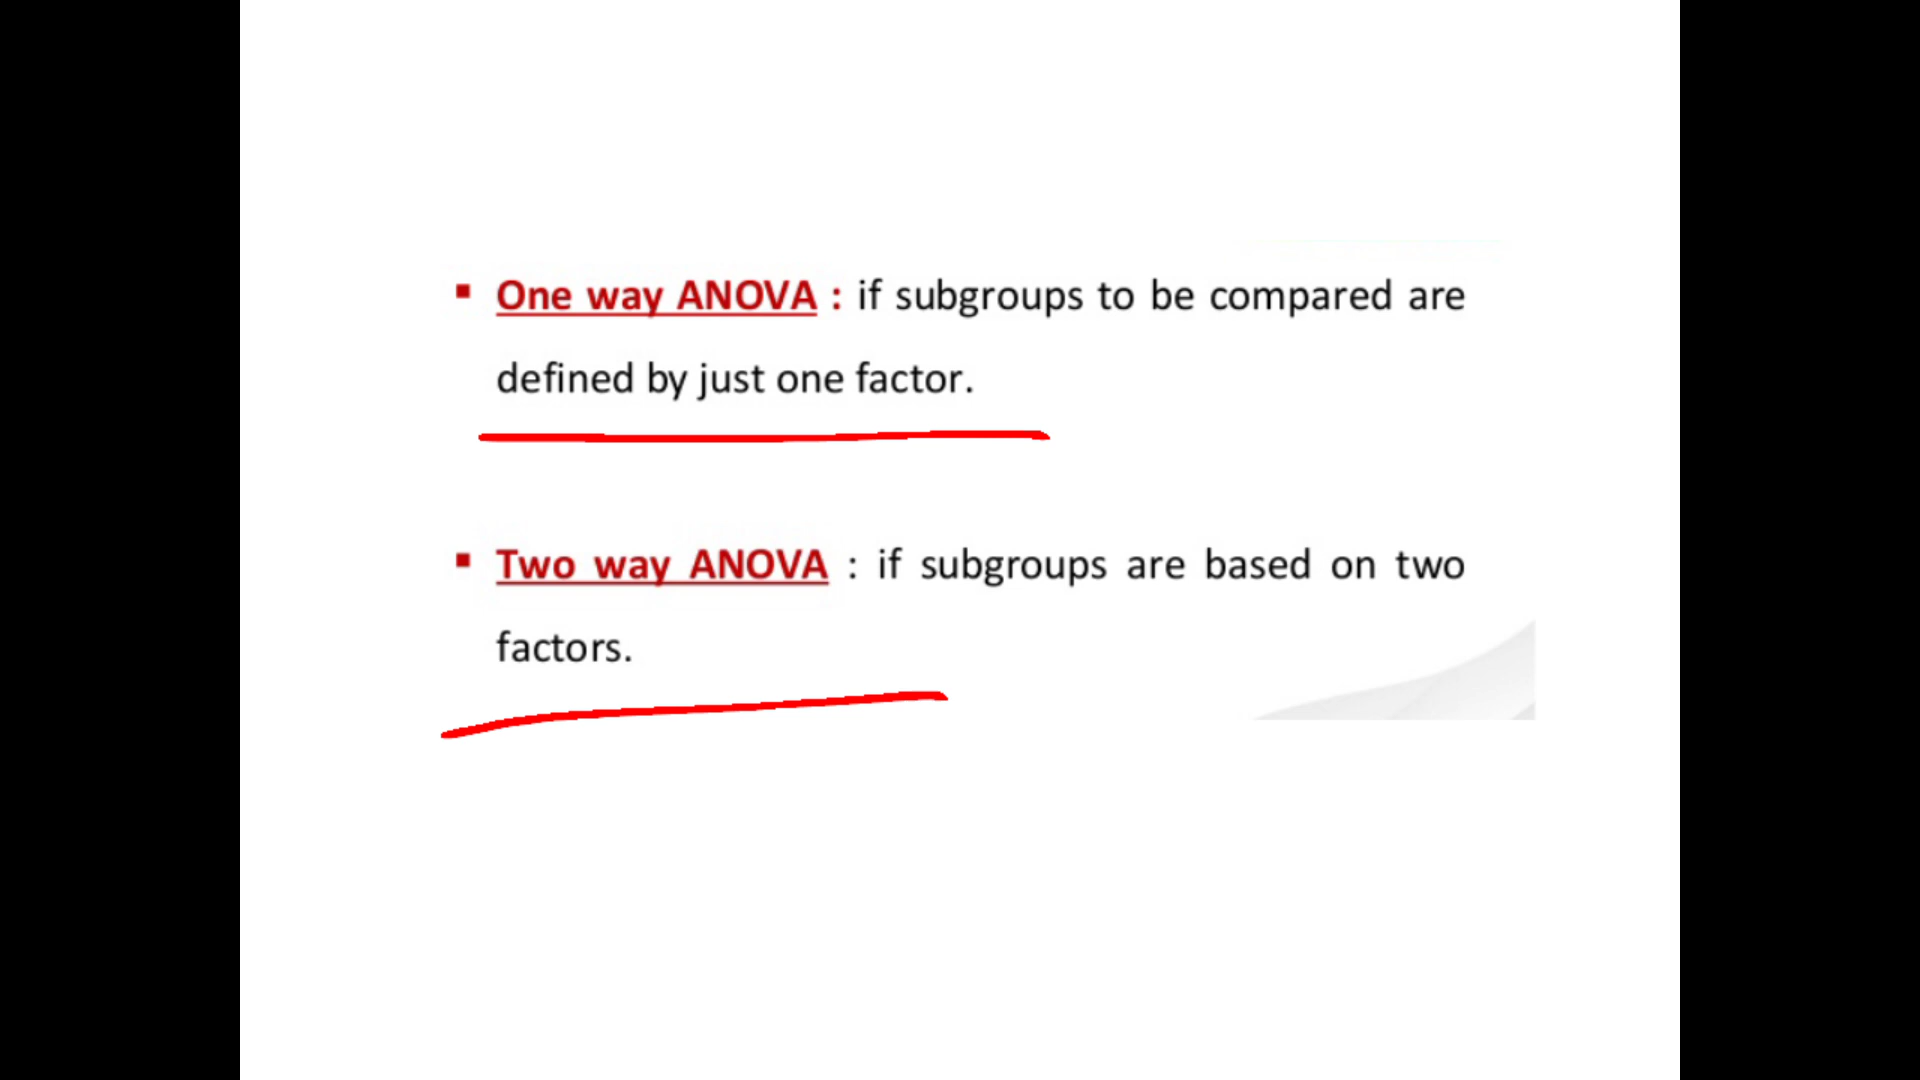 ▪ One way ANOVA : if subgroups to be compared are
defined by just one factor.
▪ Two way ANOVA : if subgroups are based on two
factors.